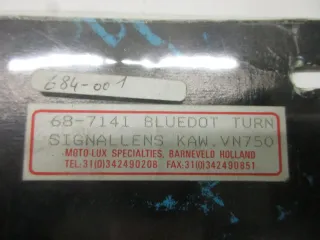 684-001
68-7141 BLUEDOT TURN
SIGNALLENS KAW.VN750
MOTO-LUX SPECIALTIES, BARNEVELD HOLLAND
TEL:31(0)342490208 FAX:31(0)342490851